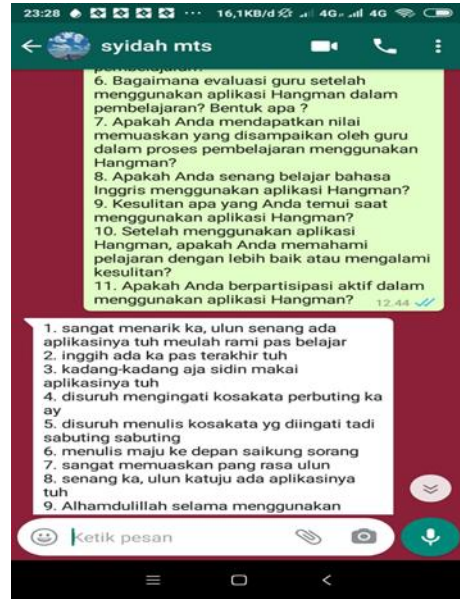 23:28 16,1KB/d 4G 4G
syidah mts
pembelajaran?
6. Bagaimana evaluasi guru setelah
menggunakan aplikasi Hangman dalam
pembelajaran? Bentuk apa ?
7. Apakah Anda mendapatkan nilai
memuaskan yang disampaikan oleh guru
dalam proses pembelajaran menggunakan
Hangman?
8. Apakah Anda senang belajar bahasa
Inggris menggunakan aplikasi Hangman?
9. Kesulitan apa yang Anda temui saat
menggunakan aplikasi Hangman?
10. Setelah menggunakan aplikasi
Hangman, apakah Anda memahami
pelajaran dengan lebih baik atau mengalami
kesulitan?
11. Apakah Anda berpartisipasi aktif dalam
menggunakan aplikasi Hangman? 12.44
1. sangat menarik ka, ulun senang ada
aplikasinya tuh meulah rami pas belajar
2. inggih ada ka pas terakhir tuh
3. kadang-kadang aja sidin makai
aplikasinya tuh
4. disuruh mengingati kosakata perbuting ka
ay
5. disuruh menulis kosakata yg diingati tadi
sabuting sabuting
6. menulis maju ke depan saikung sorang
7. sangat memuaskan pang rasa ulun
8. senang ka, ulun katuju ada aplikasinya
tuh
9. Alhamdulillah selama menggunakan
Ketik pesan